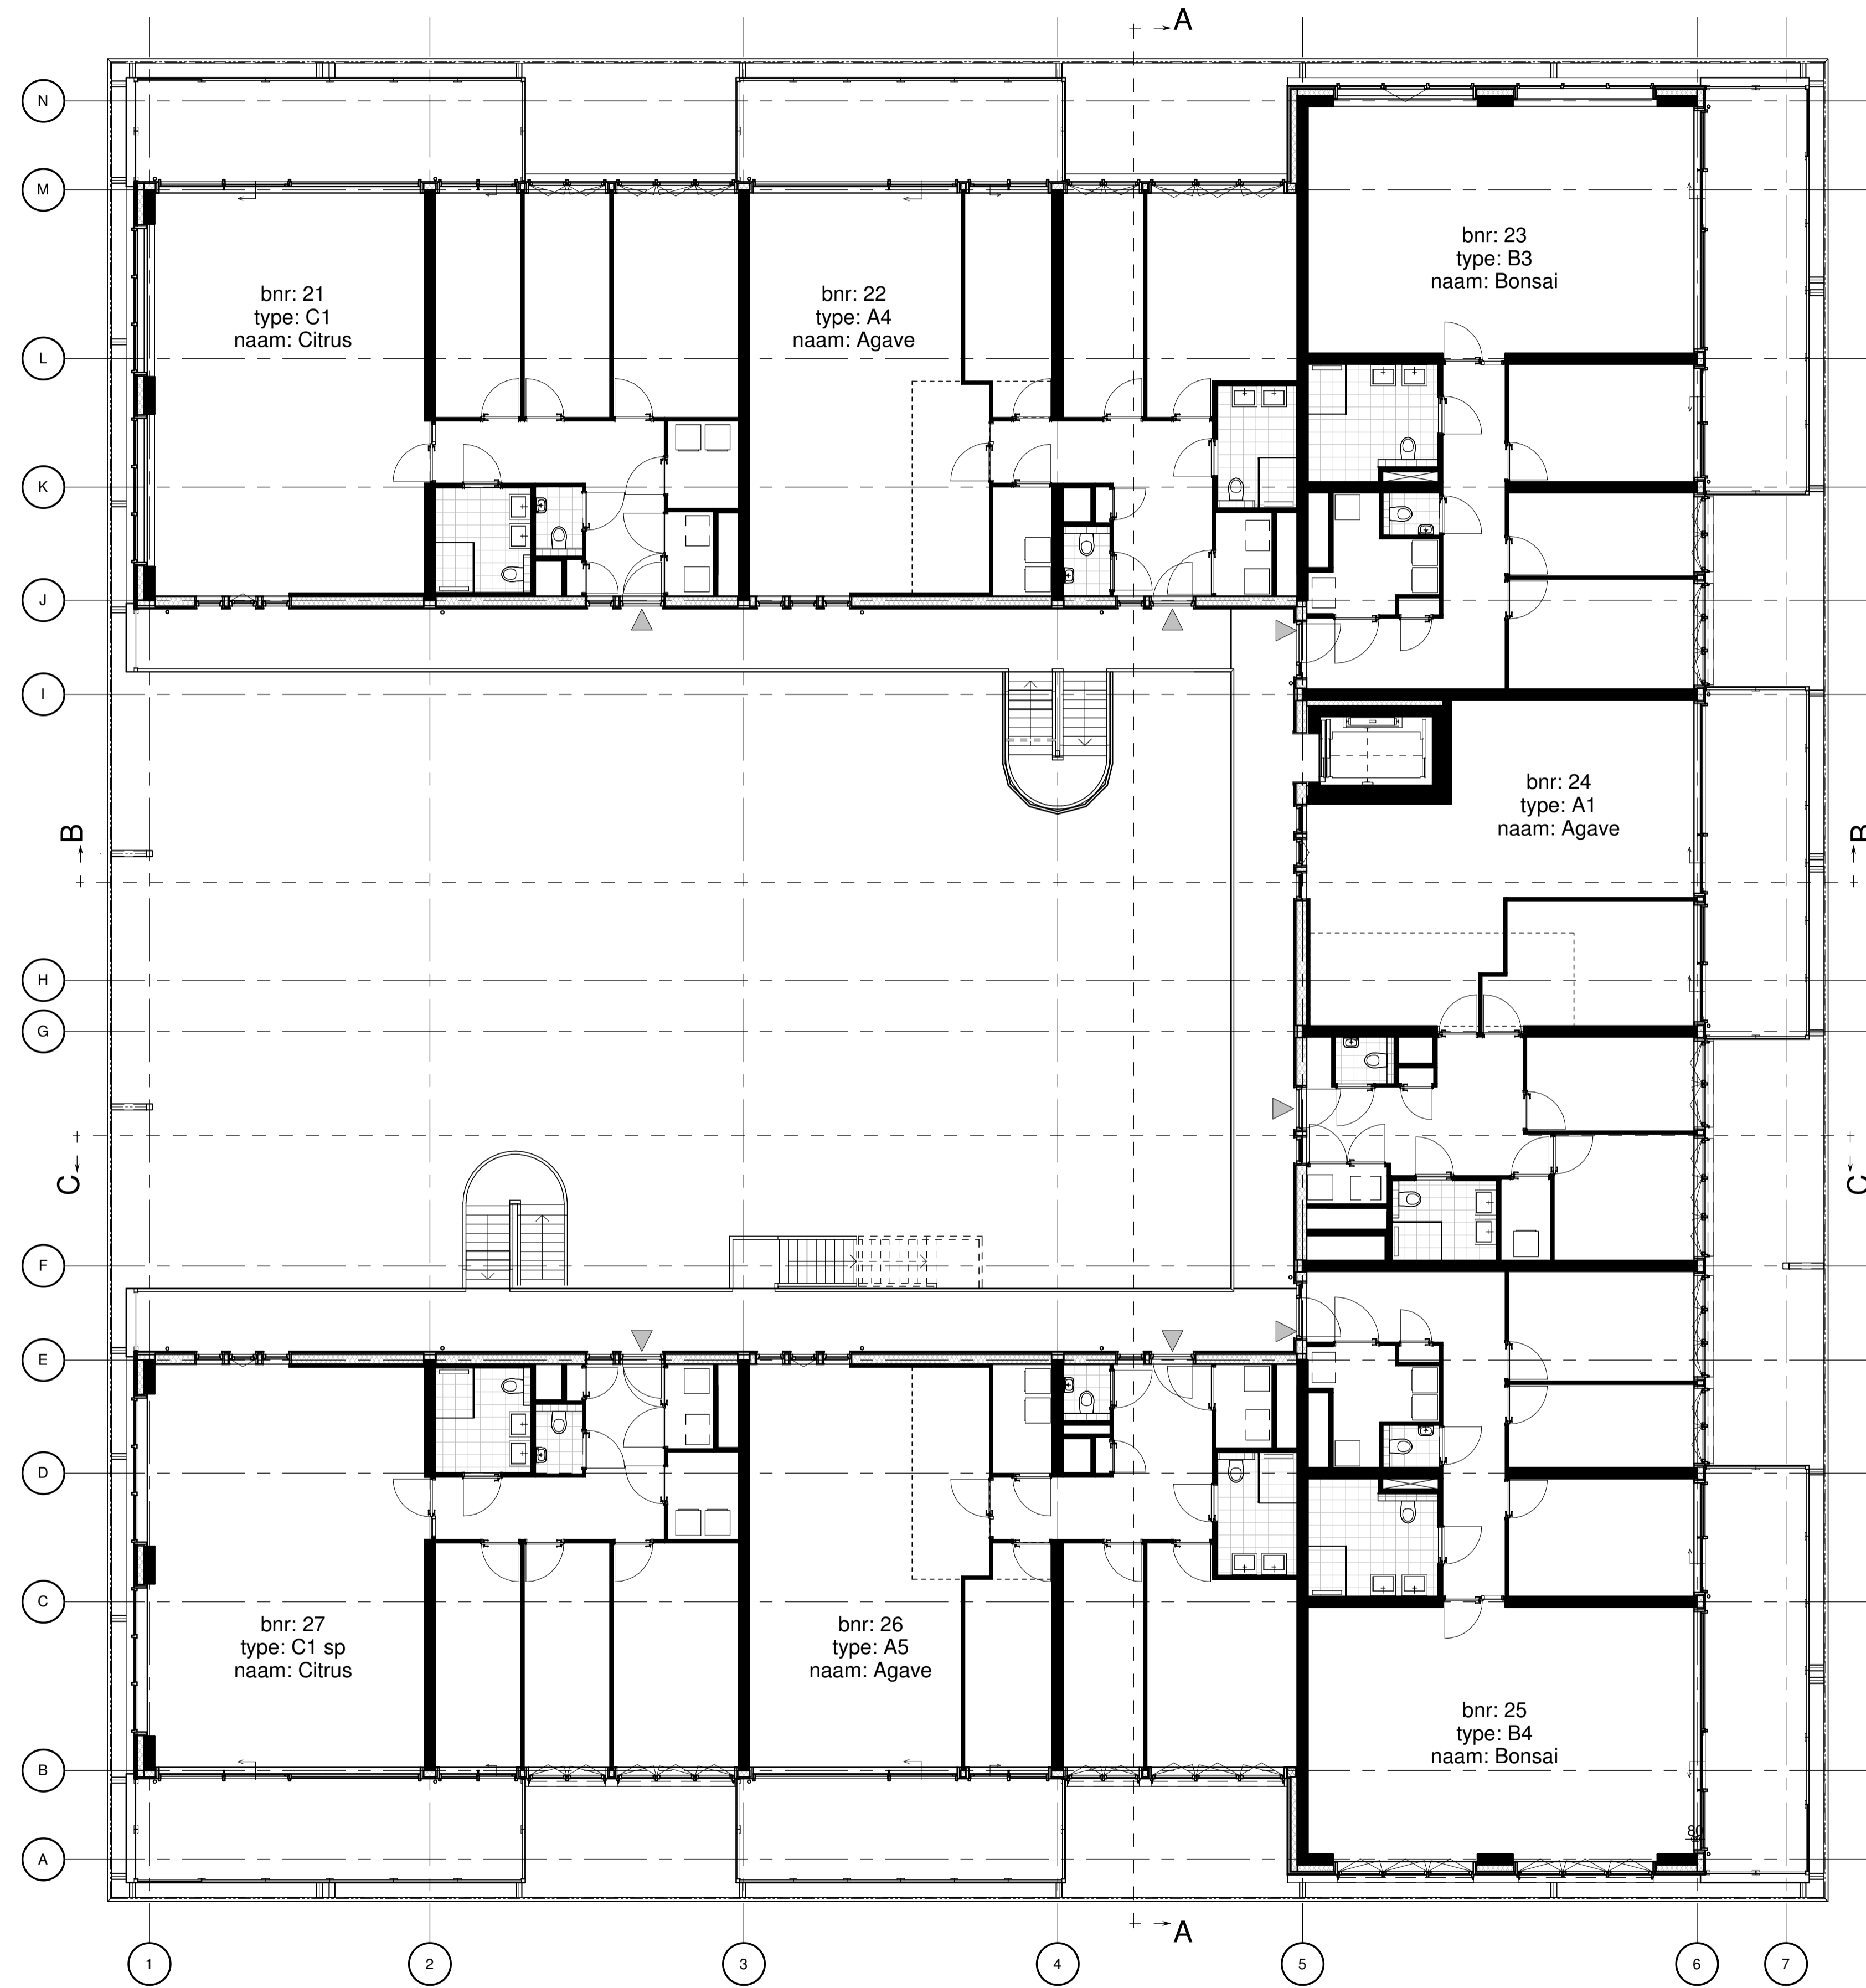 A
N
M
bnr: 23
type: B3
naam: Bonsai
bnr: 21
type: C1
naam: Citrus
bnr: 22
type: A4
naam: Agave
L
K
J
I
bnr: 24
type: A1
naam: Agave
B
B
H
G
C
C
F
E
D
C
bnr: 27
type: C1 sp
naam: Citrus
bnr: 26
type: A5
naam: Agave
bnr: 25
type: B4
naam: Bonsai
B
80
A
A
1
2
3
4
5
6
7